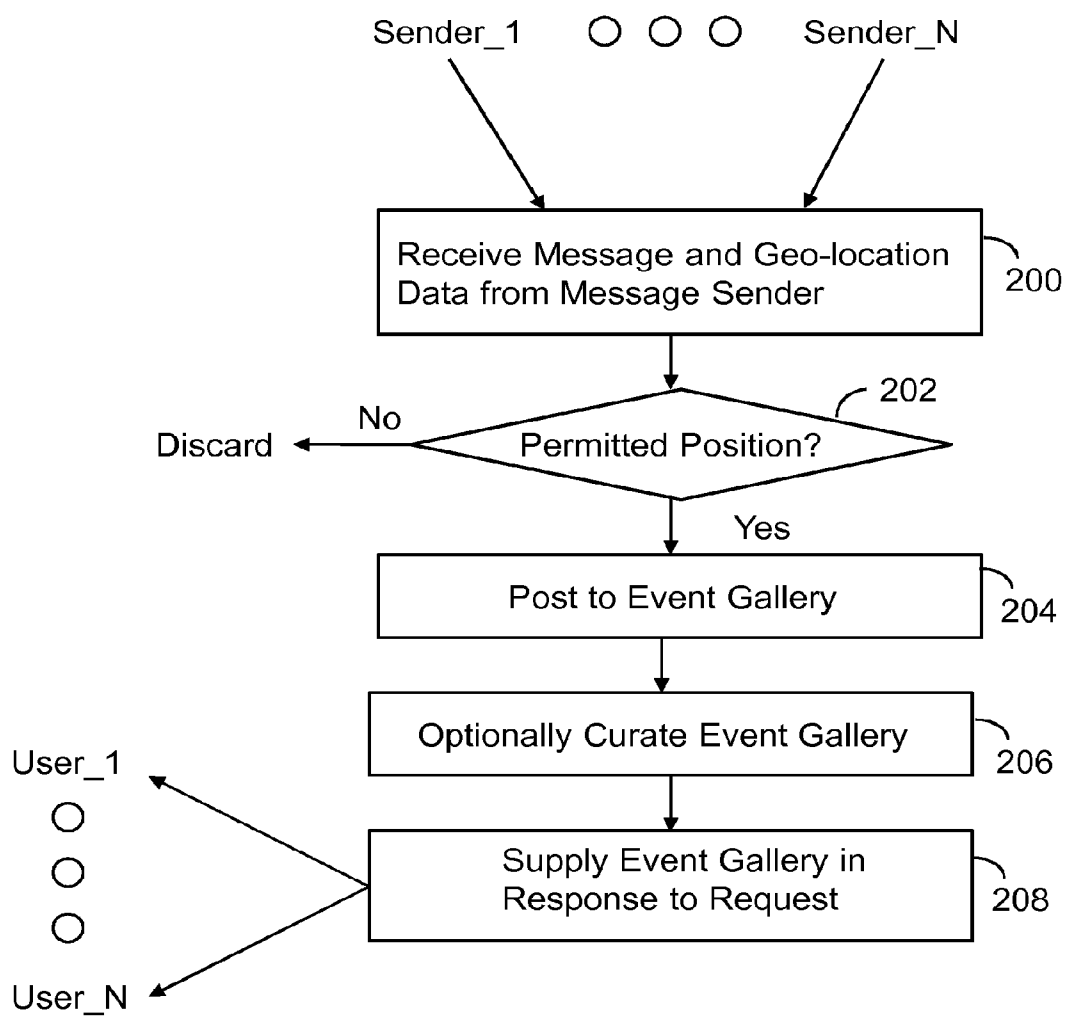 Sender_1
Sender_N
Receive Message and Geo-location
Data from Message Sender
200
202
No
Discard
Permitted Position?
Yes
Post to Event Gallery
204
Optionally Curate Event Gallery
206
User_1
Supply Event Gallery in
Response to Request
208
User_N